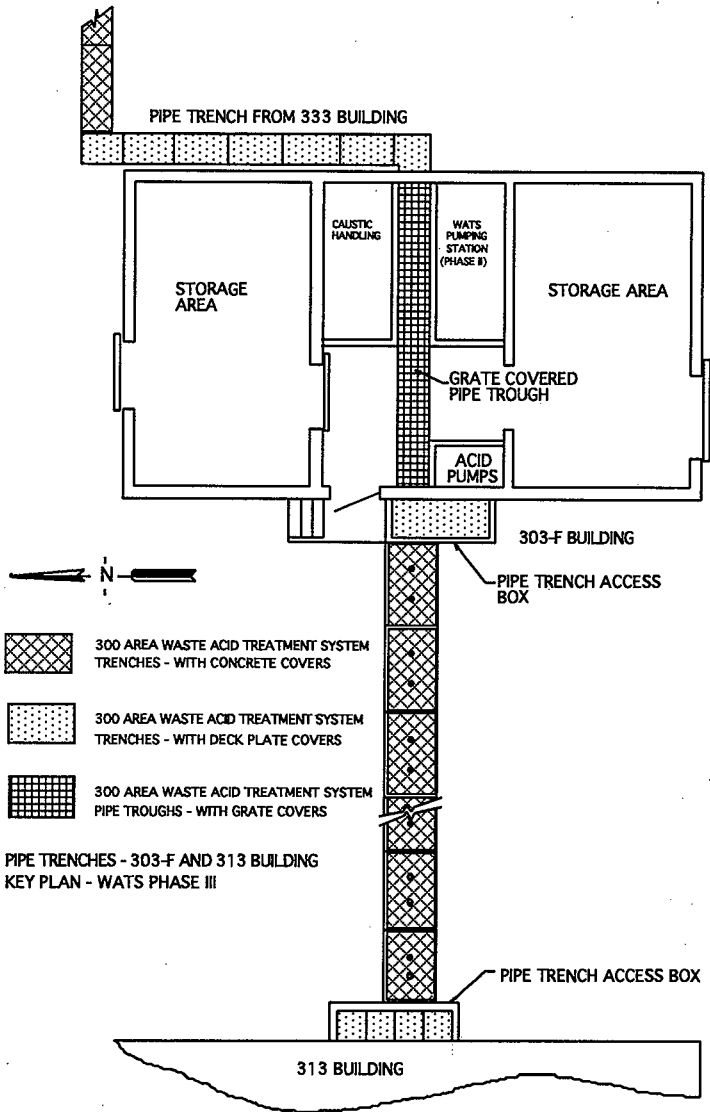 PIPE TRENCH FROM 333 BUILDING
CAUSTIC
HANDLING
WATS
PUMPING
STATION
(PHASE II)
STORAGE
AREA
STORAGE AREA
GRATE COVERED
PIPE TROUGH
ACID
PUMPS
303-F BUILDING
PIPE TRENCH ACCESS
BOX
N
300 AREA WASTE ACID TREATMENT SYSTEM
TRENCHES - WITH CONCRETE COVERS
300 AREA WASTE ACID TREATMENT SYSTEM
TRENCHES - WITH DECK PLATE COVERS
300 AREA WASTE ACID TREATMENT SYSTEM
PIPE TROUGHS - WITH GRATE COVERS
PIPE TRENCHES - 303-F AND 313 BUILDING
KEY PLAN - WATS PHASE III
PIPE TRENCH ACCESS BOX
313 BUILDING